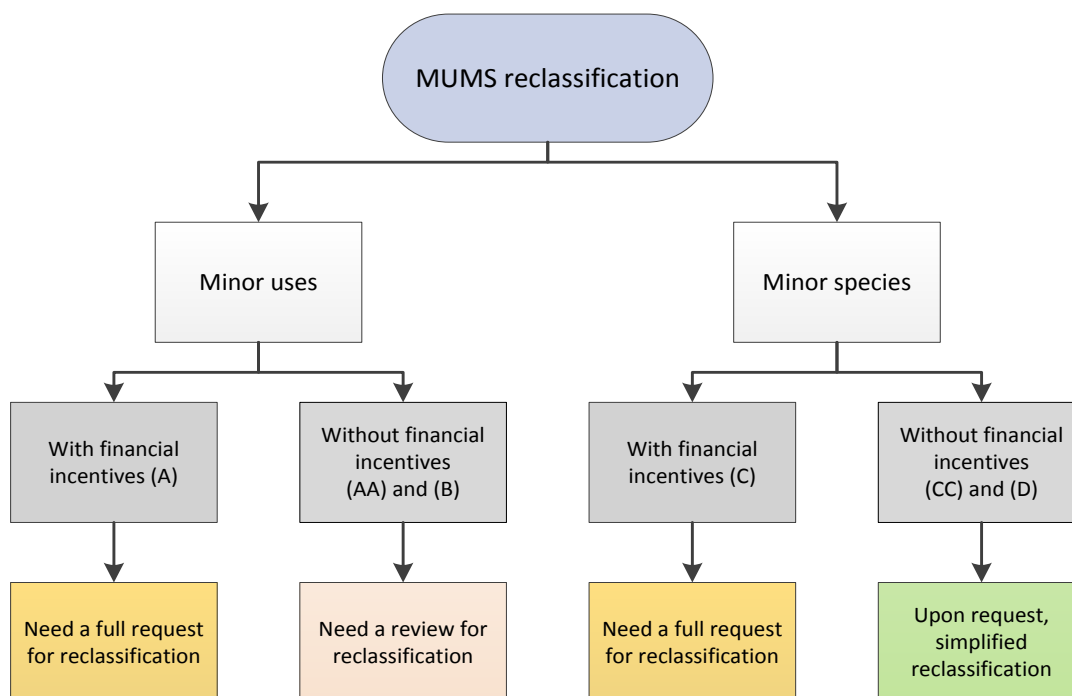 MUMS reclassification
Minor uses
Minor species
With financial
incentives (A)
Without financial
incentives
(AA) and (B)
With financial
incentives (C)
Without financial
incentives
(CC) and (D)
Need a full request
for reclassification
Need a review for
reclassification
Need a full request
for reclassification
Upon request,
simplified
reclassification